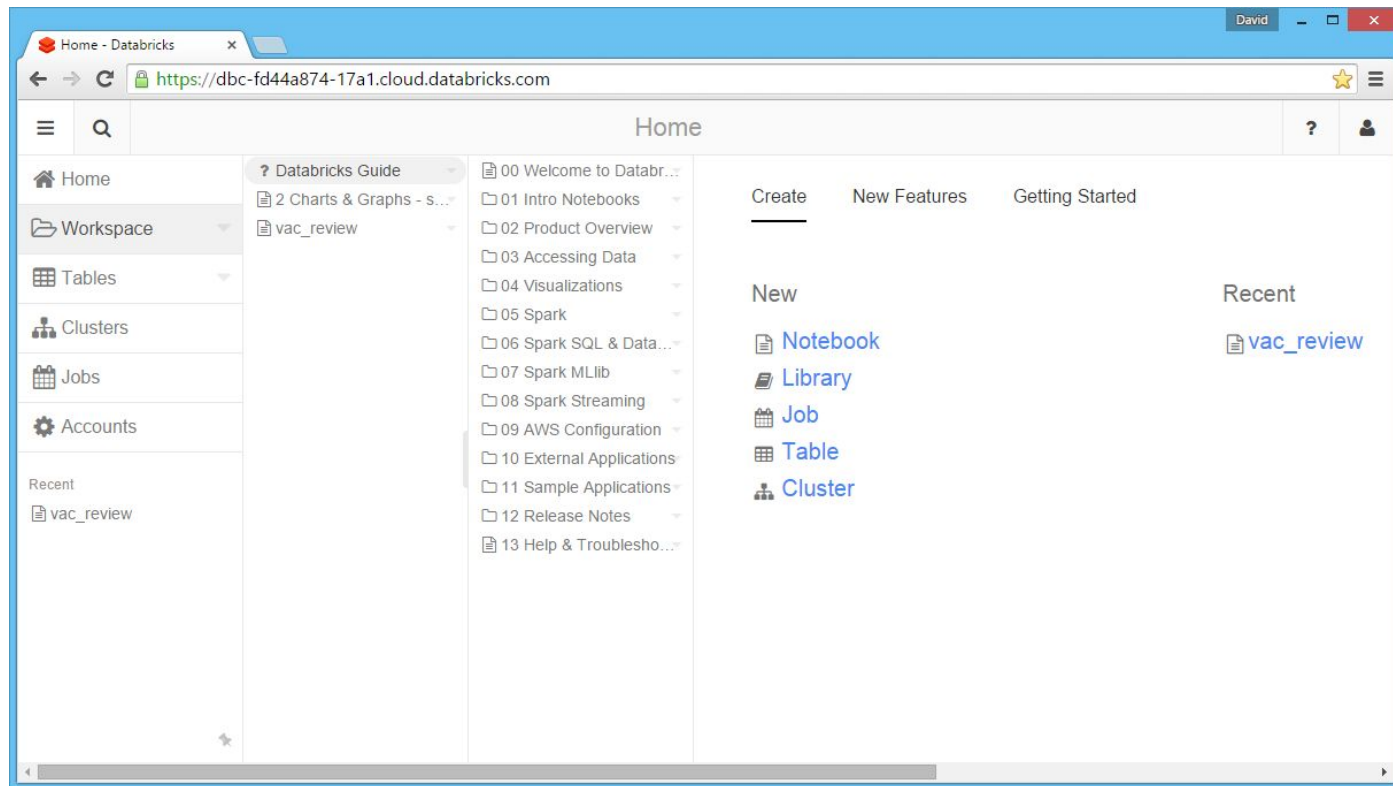 David
Home - Databricks
https://dbc-fd44a874-17a1.cloud.databricks.com
Home
?
Home
Workspace
Tables
Clusters
Jobs
Accounts
Recent
vac_review
? Databricks Guide
2 Charts & Graphs - s...
vac_review
00 Welcome to Databr...
01 Intro Notebooks
02 Product Overview
03 Accessing Data
04 Visualizations
05 Spark
06 Spark SQL & Data...
07 Spark MLlib
08 Spark Streaming
09 AWS Configuration
10 External Applications
11 Sample Applications
12 Release Notes
13 Help & Troublesho...
Create New Features Getting Started
New
Notebook
Library
Job
Table
Cluster
Recent
vac_review